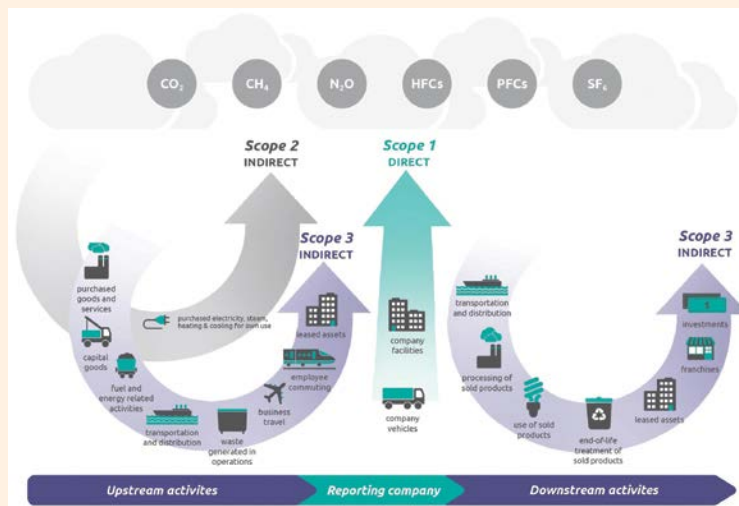 CO₂
CH₄
N₂O
HFCs
PFCs
SF₆
Scope 2
INDIRECT
Scope 1
DIRECT
Scope 3
INDIRECT
Scope 3
INDIRECT
purchased
goods and
services
capital
goods
fuel and
energy related
activities
purchased electricity, steam,
heating & cooling for own use
transportation
and distribution
waste
generated in
operations
business
travel
employee
commuting
leased assets
company
facilities
company
vehicles
transportation
and distribution
processing of
sold products
use of sold
products
end-of-life
treatment of
sold products
leased assets
franchises
investments
Upstream activites
Reporting company
Downstream activites